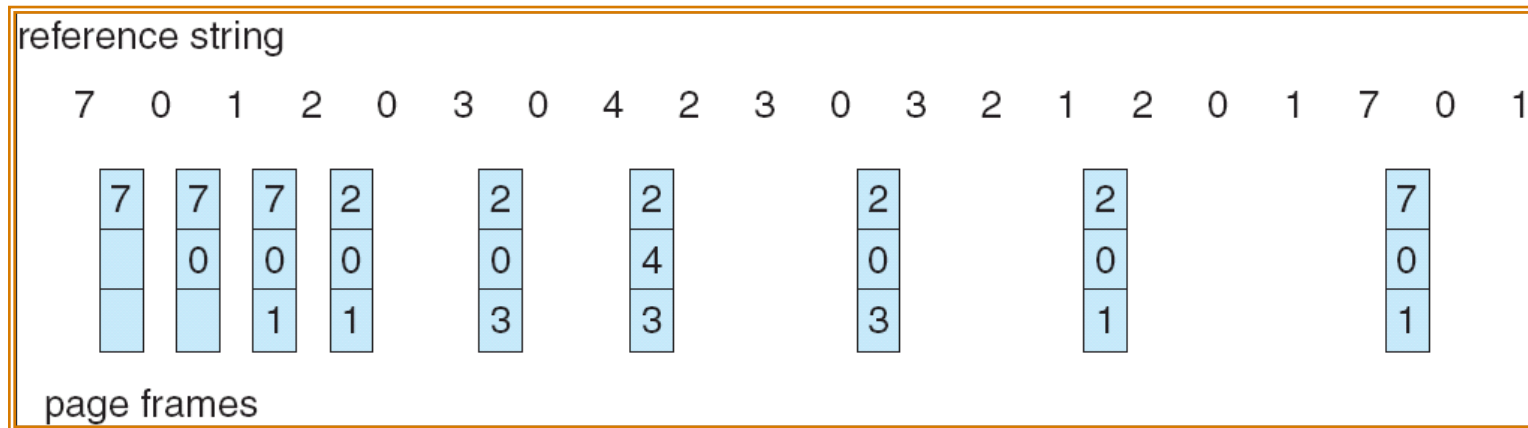 reference string
7 0 1 2 0 3 0 4 2 3 0 3 2 1 2 0 1 7 0 1
7 7 7 2 2 2 2 2 7
0 0 0 0 4 0 0 0
1 1 3 3 3 1 1
page frames